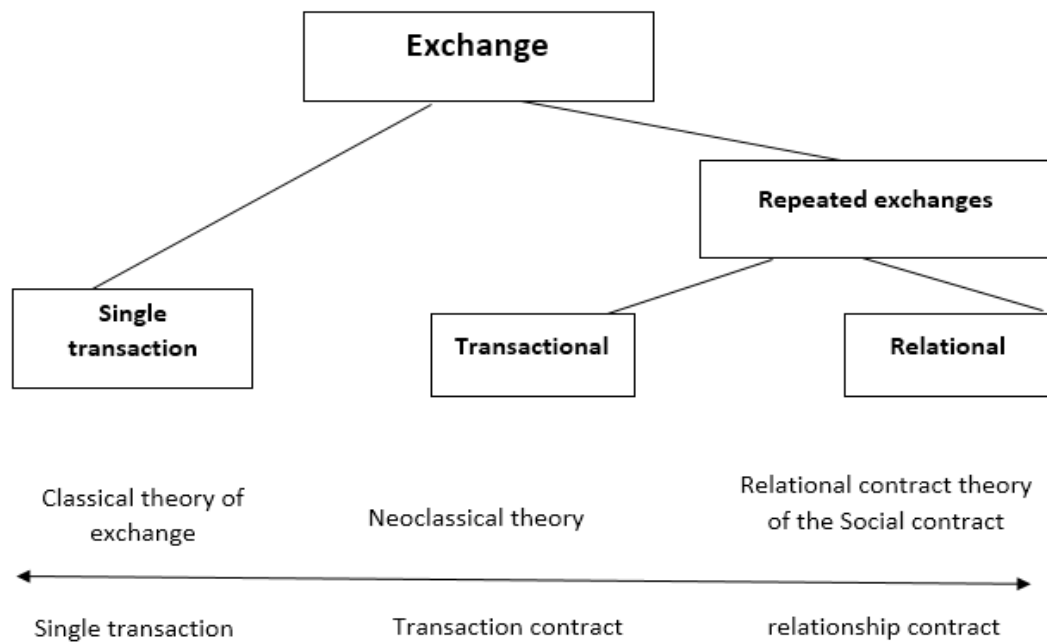 Exchange
Repeated exchanges
Single
transaction
Transactional
Relational
Classical theory of
exchange
Neoclassical theory
Relational contract theory
of the Social contract
Single transaction
Transaction contract
relationship contract